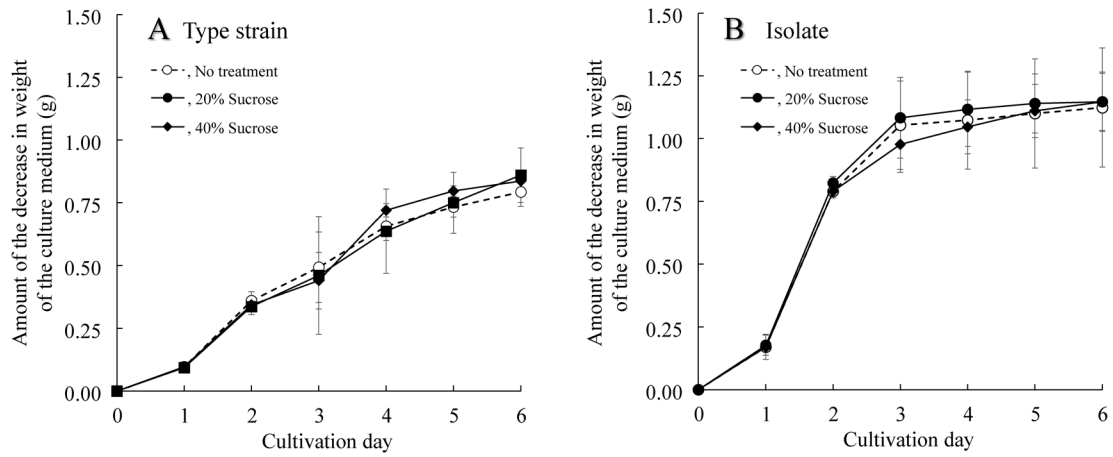 A Type strain
, No treatment
, 20% Sucrose
, 40% Sucrose
Amount of the decrease in weight
of the culture medium (g)
1.50
1.25
1.00
0.75
0.50
0.25
0.00
0 1 2 3 4 5 6
Cultivation day
B Isolate
, No treatment
, 20% Sucrose
, 40% Sucrose
Amount of the decrease in weight
of the culture medium (g)
1.50
1.25
1.00
0.75
0.50
0.25
0.00
0 1 2 3 4 5 6
Cultivation day